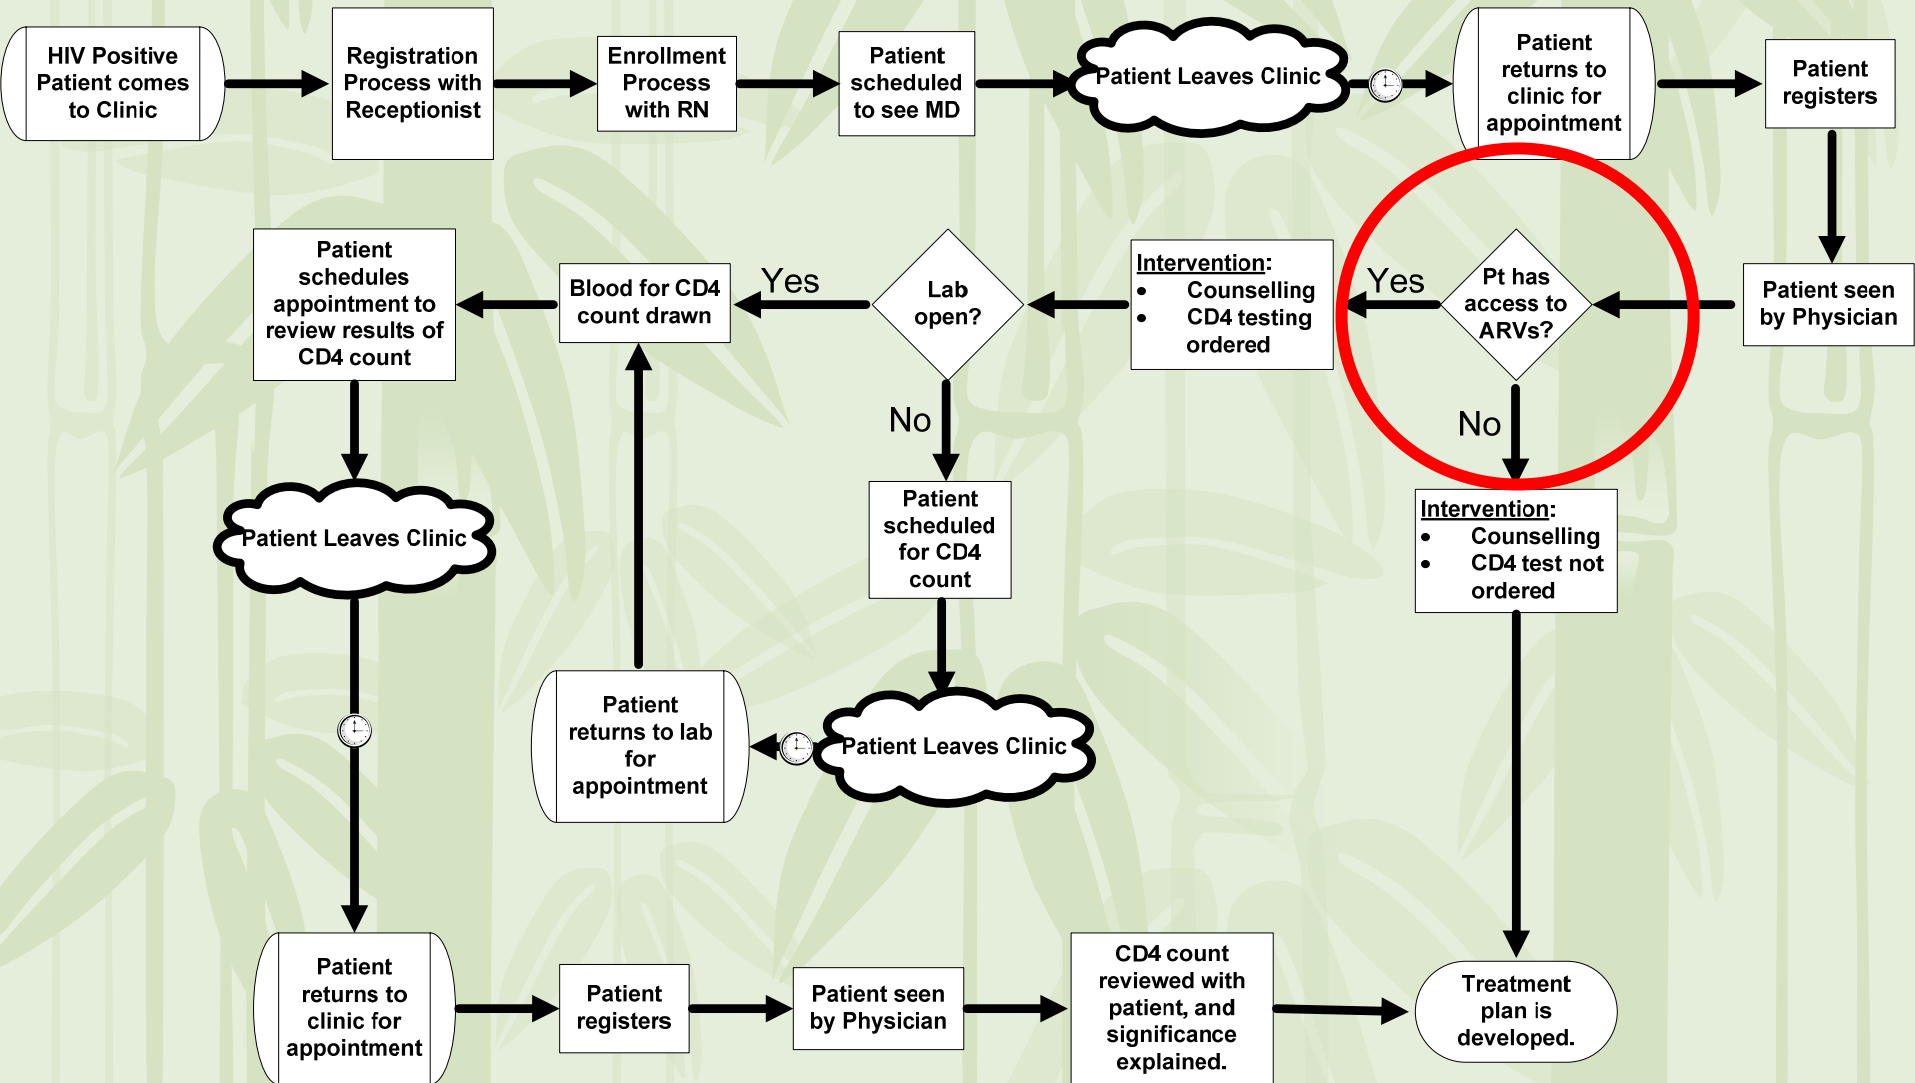 HIV Positive
Patient comes
to Clinic
Registration
Process with
Receptionist
Enrollment
Process
with RN
Patient
scheduled
to see MD
Patient Leaves Clinic
Patient
returns to
clinic for
appointment
Patient
registers
Patient seen
by Physician
Pt has
access to
ARVs?
Yes
No
Intervention:
• Counselling
• CD4 testing
ordered
Lab
open?
Yes
No
Blood for CD4
count drawn
Patient
schedules
appointment to
review results of
CD4 count
Patient Leaves Clinic
Patient
scheduled
for CD4
count
Patient Leaves Clinic
Patient
returns to lab
for
appointment
Intervention:
• Counselling
• CD4 test not
ordered
Patient
returns to
clinic for
appointment
Patient
registers
Patient seen
by Physician
CD4 count
reviewed with
patient, and
significance
explained.
Treatment
plan is
developed.